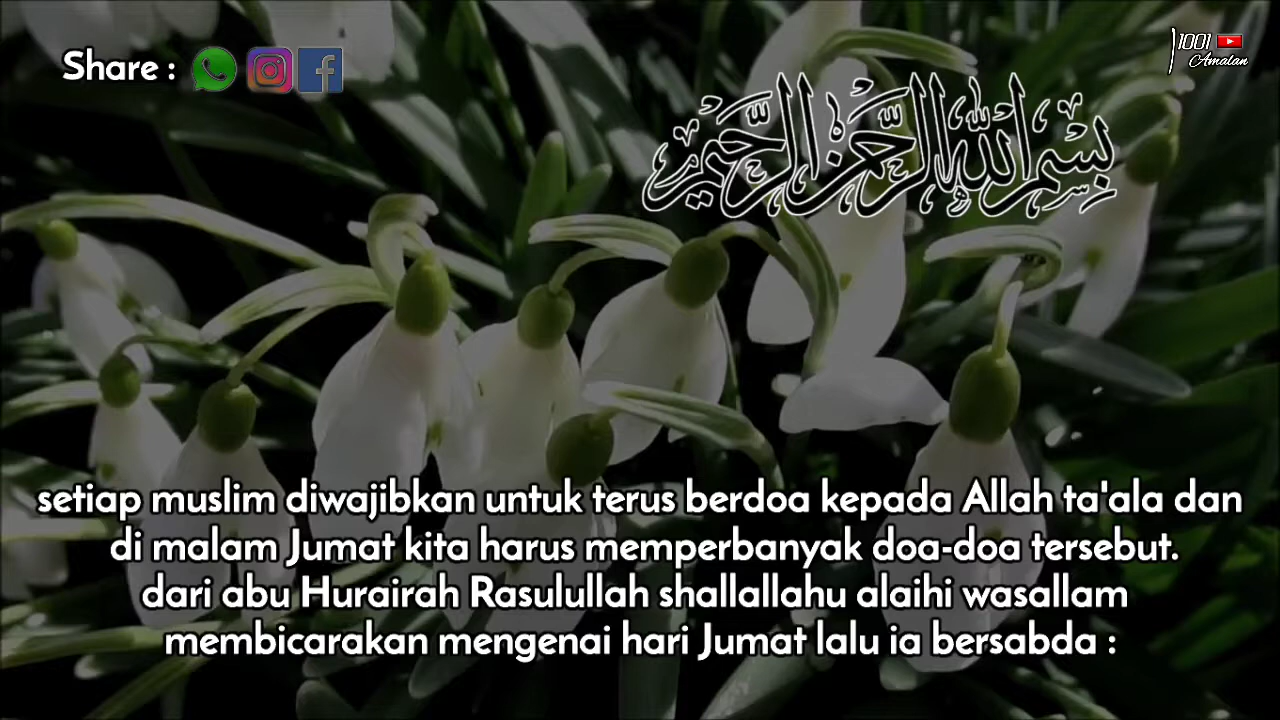 Share :
1001
Amalan
بِسْمِ اللهِ الرَّحْمٰنِ الرَّحِيْمِ
setiap muslim diwajibkan untuk terus berdoa kepada Allah ta'ala dan
di malam Jumat kita harus memperbanyak doa-doa tersebut.
dari abu Hurairah Rasulullah shallallahu alaihi wasallam
membicarakan mengenai hari Jumat lalu ia bersabda :